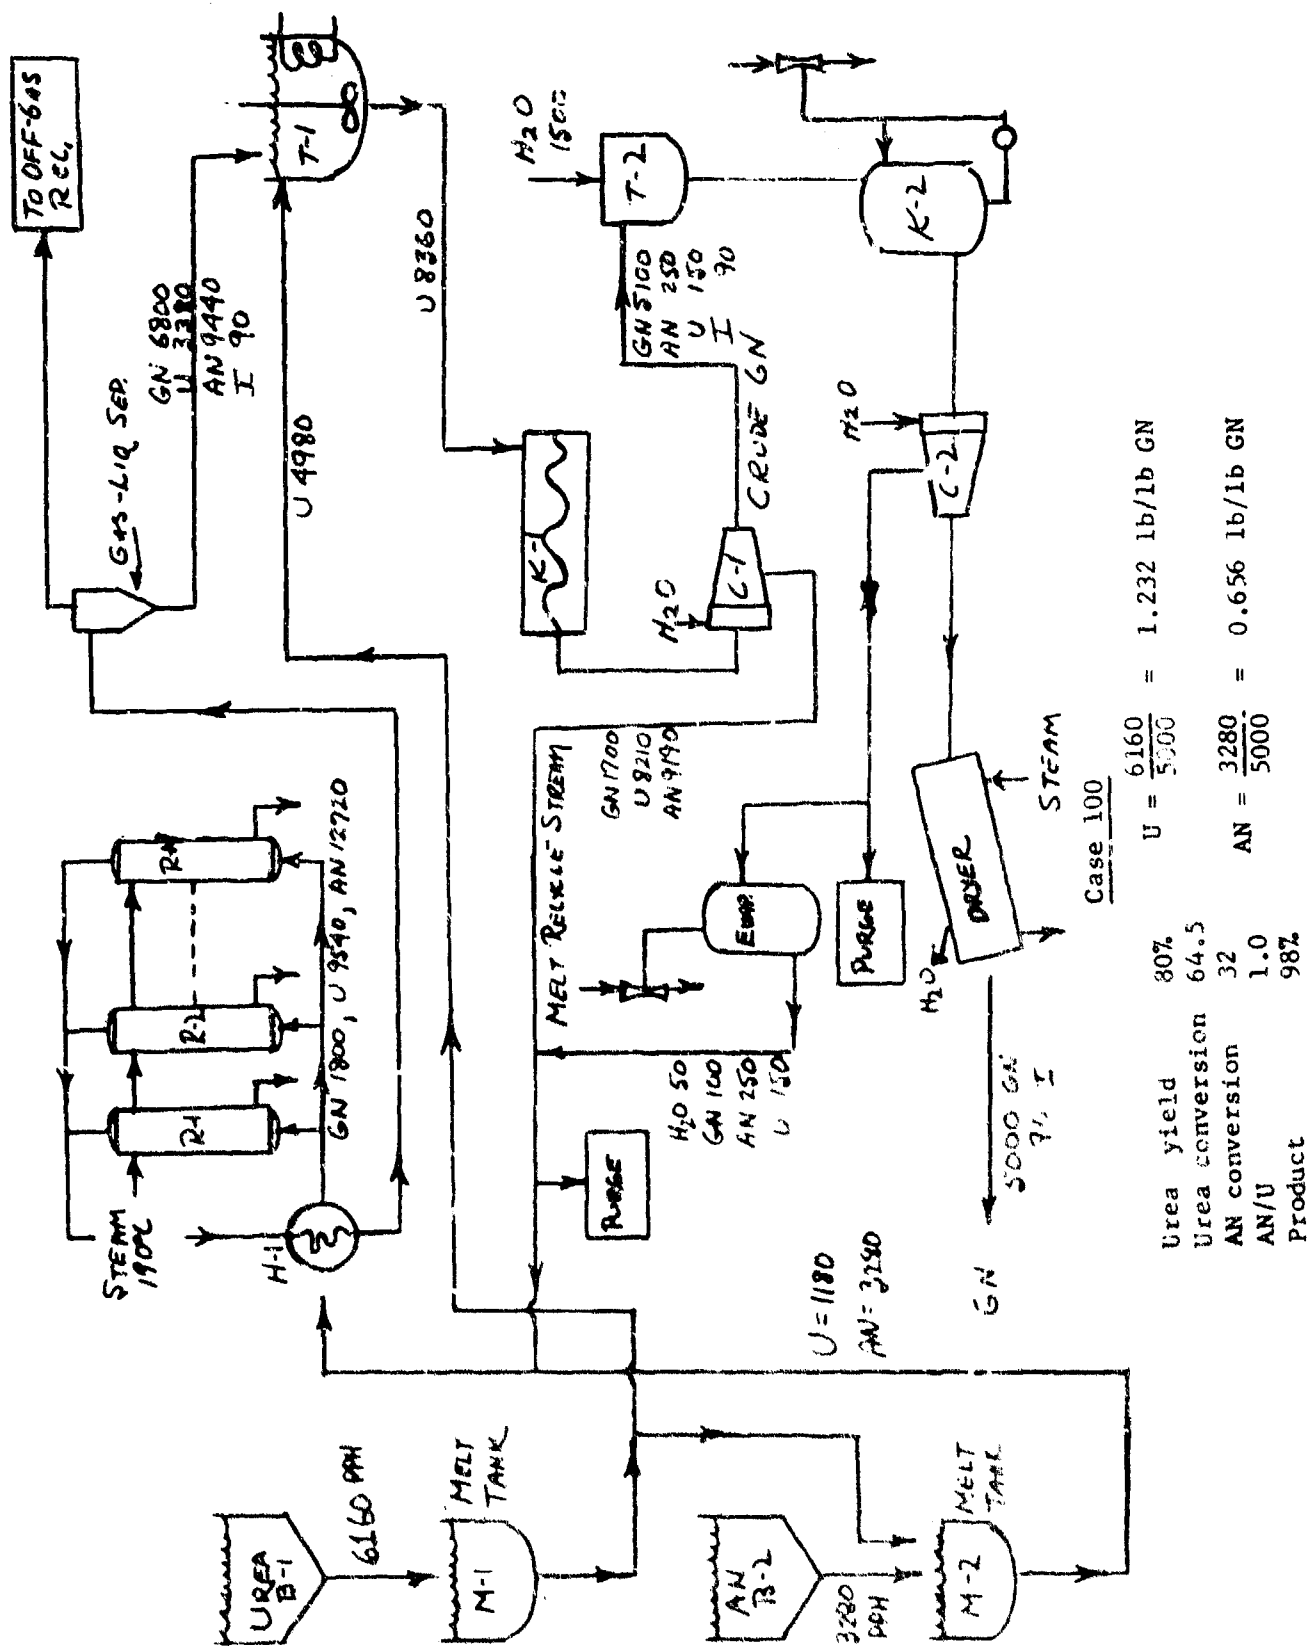 UREA
B-1
6160 PPH
M-1
MELT
TANK
AN
B-2
3280
PPH
M-2
MELT
TANK
STEAM
190°C
H-1
R-1
R-2
GN 1800, U 9540, AN 12720
GAS-LIQ SEP.
TO OFF-GAS
REC.
GN 6800
U 3380
AN 9440
I 90
U 4980
T-1
U 8360
K-1
H2O
C-1
CRUDE GN
GN 5100
AN 250
U 150
I 90
H2O
1500
T-2
K-2
H2O
C-2
MELT RECYCLE STREAM
GN 1700
U 8210
AN 9190
EVAP.
PURGE
H2O 50
GN 100
AN 250
U 150
PURGE
U = 1180
AN = 3280
DRYER
STEAM
H2O
5000 GN
I
GN
Case 100
Urea yield 80%
Urea conversion 64.5
AN conversion 32
AN/U 1.0
Product 98%
U = 6160 / 5000 = 1.232 lb/lb GN
AN = 3280 / 5000 = 0.656 lb/lb GN